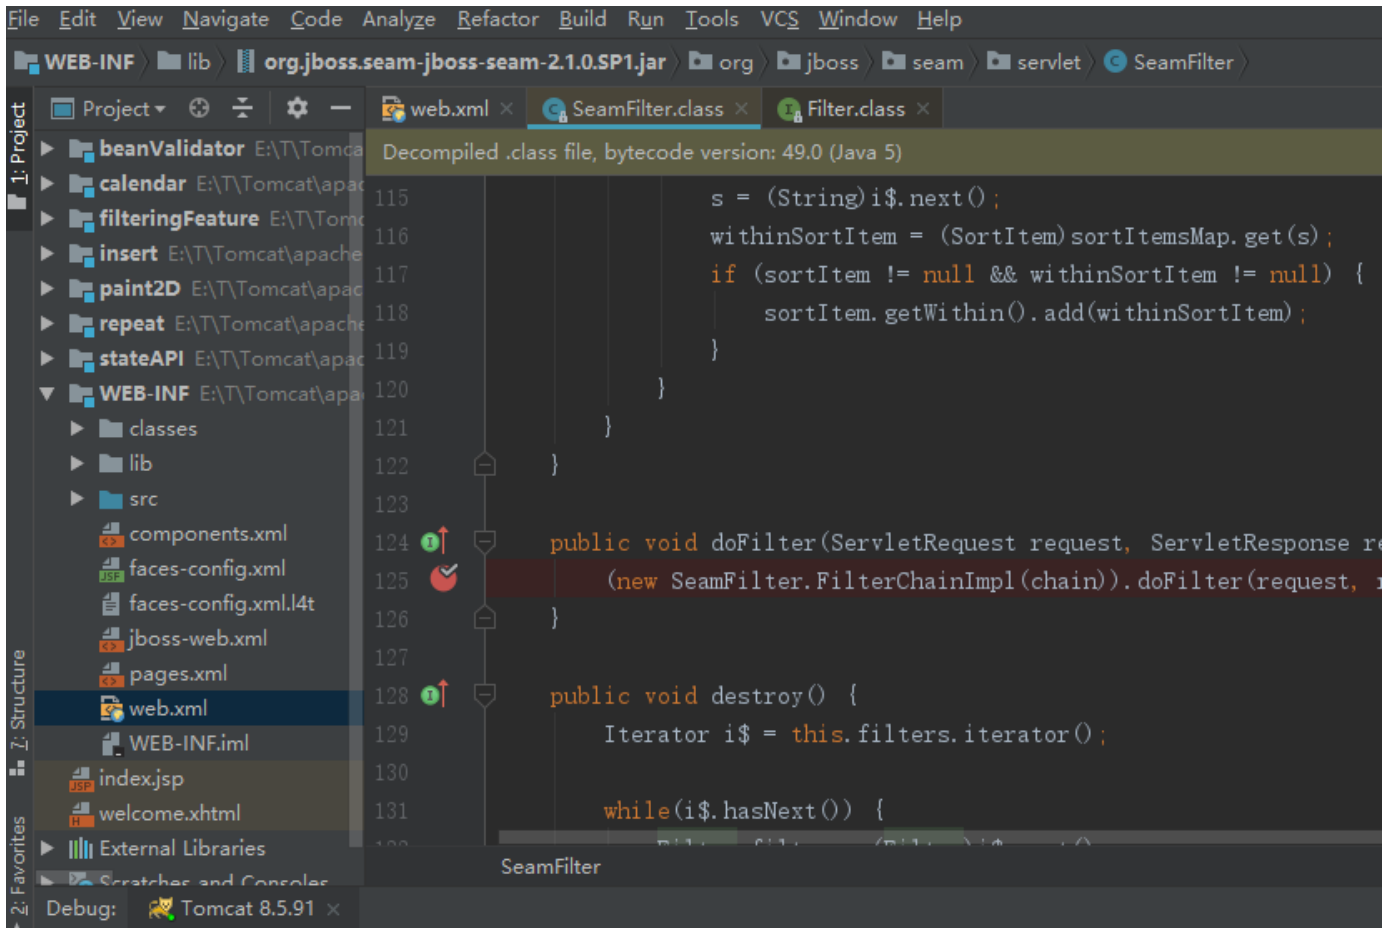 File Edit View Navigate Code Analyze Refactor Build Run Tools VCS Window Help
WEB-INF lib org.jboss.seam-jboss-seam-2.1.0.SP1.jar org jboss seam servlet SeamFilter
Project
web.xml SeamFilter.class Filter.class
1: Project
Decompiled .class file, bytecode version: 49.0 (Java 5)
beanValidator E:\T\Tomca
calendar E:\T\Tomcat\apac
filteringFeature E:\T\Tomc
insert E:\T\Tomcat\apache
paint2D E:\T\Tomcat\apac
repeat E:\T\Tomcat\apache
stateAPI E:\T\Tomcat\apac
WEB-INF E:\T\Tomcat\apa
classes
lib
src
components.xml
faces-config.xml
faces-config.xml.l4t
jboss-web.xml
pages.xml
web.xml
WEB-INF.iml
index.jsp
welcome.xhtml
External Libraries
Scratches and Consoles
7: Structure
2: Favorites
115 s = (String)i$.next();
116 withinSortItem = (SortItem)sortItemsMap.get(s);
117 if (sortItem != null && withinSortItem != null) {
118 sortItem.getWithin().add(withinSortItem);
119 }
120 }
121 }
122 }
123
124 public void doFilter(ServletRequest request, ServletResponse re
125 (new SeamFilter.FilterChainImpl(chain)).doFilter(request, r
126 }
127
128 public void destroy() {
129 Iterator i$ = this.filters.iterator();
130
131 while(i$.hasNext()) {
SeamFilter
Debug: Tomcat 8.5.91